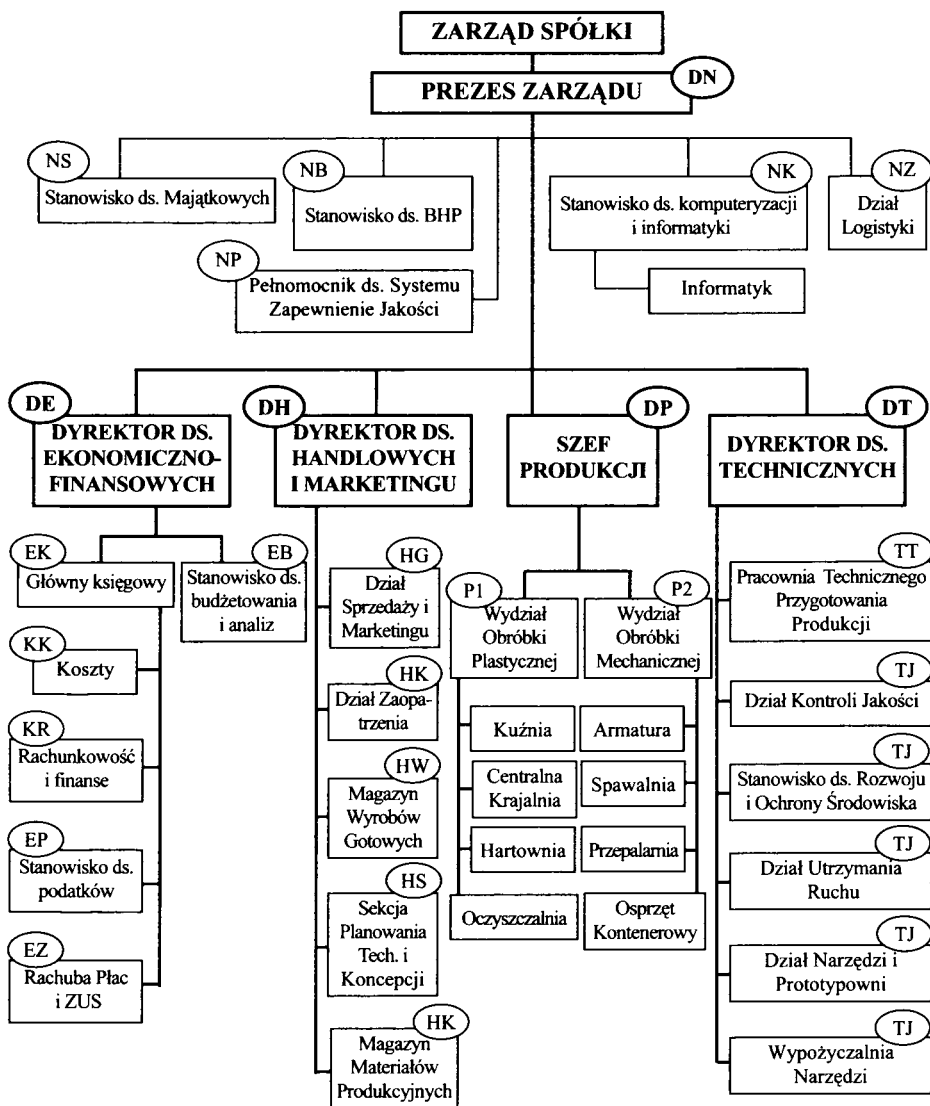 ZARZĄD SPÓŁKI
DN
PREZES ZARZĄDU
NS
Stanowisko ds. Majątkowych
NB
Stanowisko ds. BHP
NP
Pełnomocnik ds. Systemu
Zapewnienie Jakości
NK
Stanowisko ds. komputeryzacji
i informatyki
Informatyk
NZ
Dział
Logistyki
DE
DYREKTOR DS.
EKONOMICZNO-
FINANSOWYCH
EK
Główny księgowy
EB
Stanowisko ds.
budżetowania
i analiz
KK
Koszty
KR
Rachunkowość
i finanse
EP
Stanowisko ds.
podatków
EZ
Rachuba Płac
i ZUS
DH
DYREKTOR DS.
HANDLOWYCH
I MARKETINGU
HG
Dział
Sprzedaży i
Marketingu
HK
Dział Zaopa-
trzenia
HW
Magazyn
Wyrobów
Gotowych
HS
Sekcja
Planowania
Tech. i
Koncepcji
HK
Magazyn
Materiałów
Produkcyjnych
DP
SZEF
PRODUKCJI
P1
Wydział
Obróbki
Plastycznej
Kuźnia
Centralna
Krajalnia
Hartownia
Oczyszczalnia
P2
Wydział
Obróbki
Mechanicznej
Armatura
Spawalnia
Przepalarnia
Osprzęt
Kontenerowy
DT
DYREKTOR DS.
TECHNICZNYCH
TT
Pracownia Technicznego
Przygotowania
Produkcji
TJ
Dział Kontroli Jakości
TJ
Stanowisko ds. Rozwoju
i Ochrony Środowiska
TJ
Dział Utrzymania
Ruchu
TJ
Dział Narzędzi i
Prototypowni
TJ
Wypożyczalnia
Narzędzi